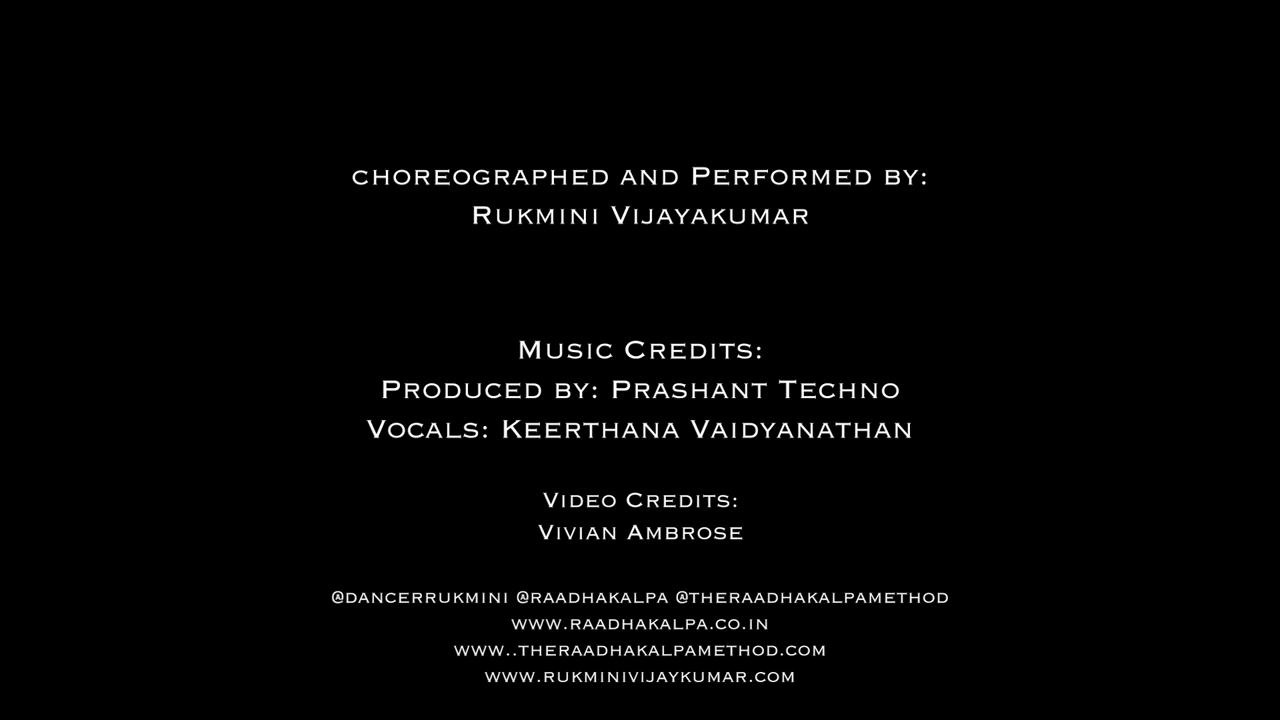 CHOREOGRAPHED AND PERFORMED BY:
RUKMINI VIJAYAKUMAR
MUSIC CREDITS:
PRODUCED BY: PRASHANT TECHNO
VOCALS: KEERTHANA VAIDYANATHAN
VIDEO CREDITS:
VIVIAN AMBROSE
@DANCERRUKMINI @RAADHAKALPA @THERAADHAKALPAMETHOD
WWW.RAADHAKALPA.CO.IN
WWW..THERAADHAKALPAMETHOD.COM
WWW.RUKMINIVIJAYKUMAR.COM